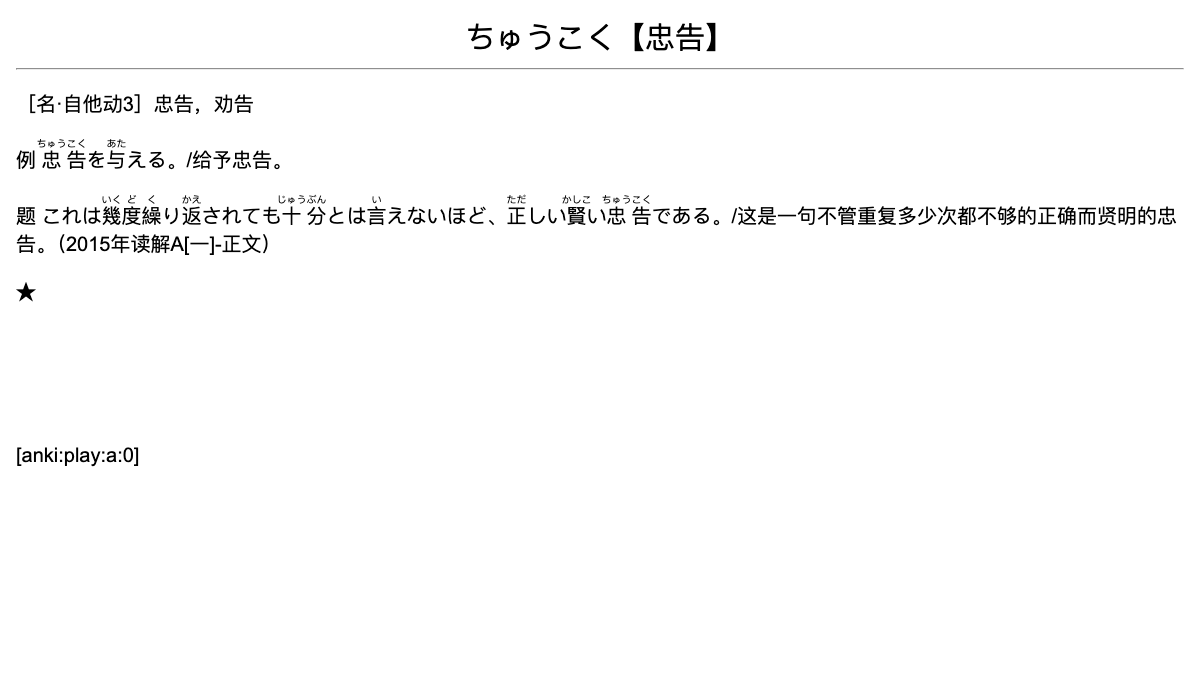 ちゅうこく【忠告】
［名·自他动3］忠告，劝告
ちゅうこく あた
例 忠告を与える。/给予忠告。
いく ど く かえ じゅうぶん い ただ かしこ ちゅうこく
题 これは幾度繰り返されても十分とは言えないほど、正しい賢い忠告である。/这是一句不管重复多少次都不够的正确而贤明的忠
告。（2015年读解A[一]-正文）
★
[anki:play:a:0]